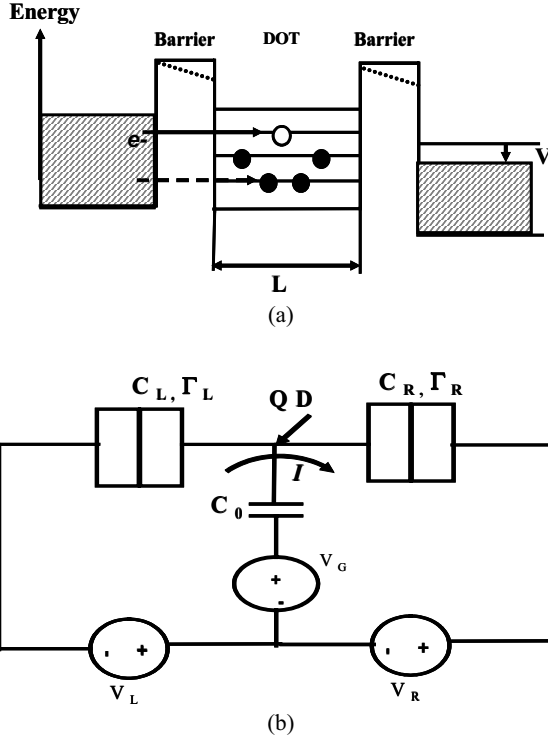 Energy
Barrier DOT Barrier
e-
V
L
(a)
C L, Γ L
C R, Γ R
Q D
I
C 0
V G
+
-
- +
- +
V L
V R
(b)